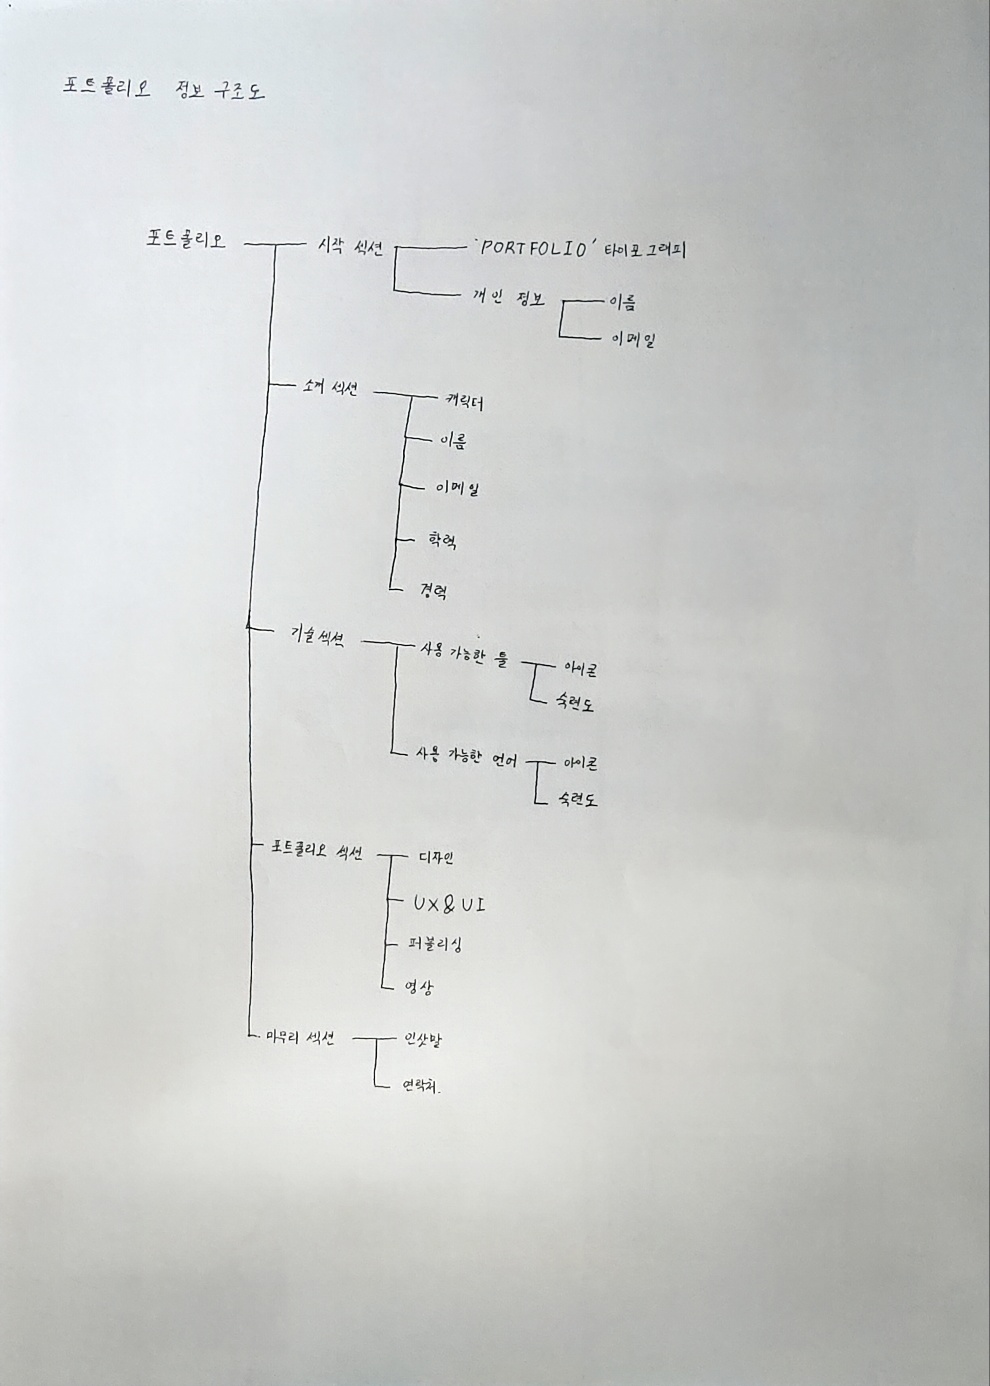 포트폴리오 정보 구조도
포트폴리오 시작 섹션 'PORTFOLIO' 타이포그래피
개인 정보 이름
이메일
소개 섹션 캐릭터
이름
이메일
학력
경력
기술 섹션 사용 가능한 툴 아이콘
숙련도
사용 가능한 언어 아이콘
숙련도
포트폴리오 섹션 디자인
UX&UI
퍼블리싱
영상
마무리 섹션 인삿말
연락처.